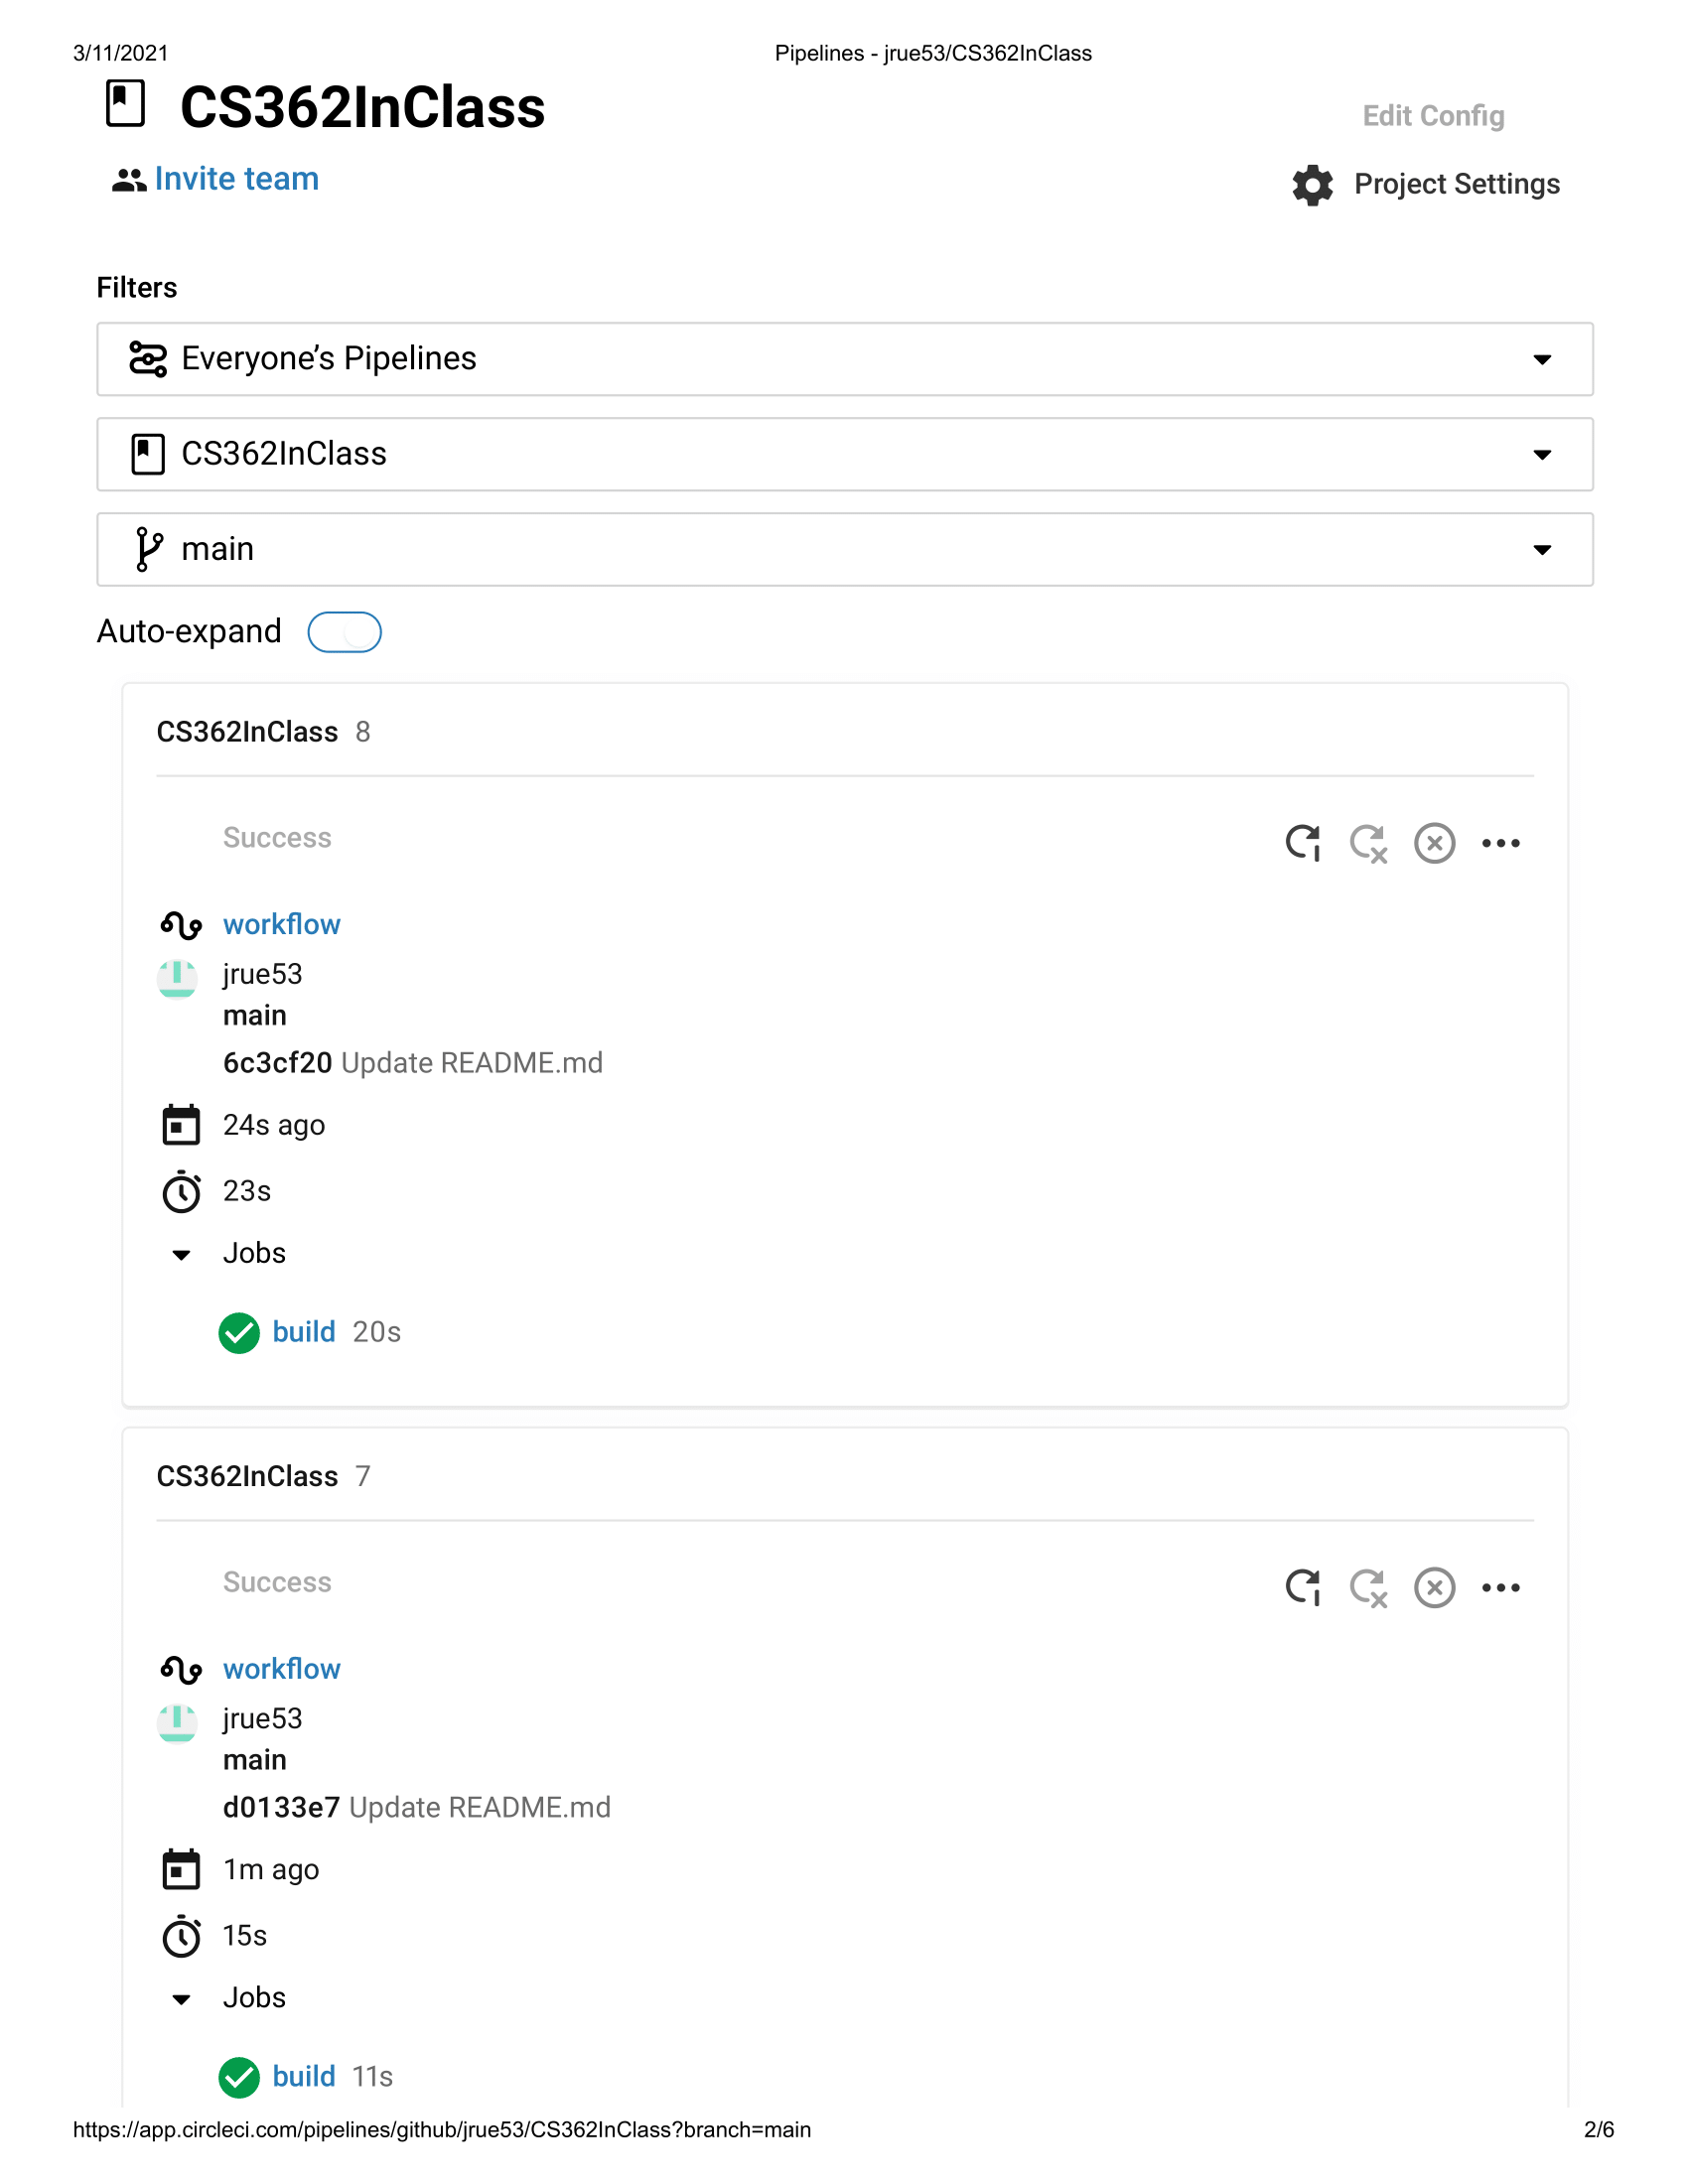 3/11/2021 Pipelines - jrue53/CS362InClass
CS362InClass
Edit Config
Invite team
Project Settings
Filters
Everyone’s Pipelines
CS362InClass
main
Auto-expand
CS362InClass 8
Success
workflow
jrue53
main
6c3cf20 Update README.md
24s ago
23s
Jobs
build 20s
CS362InClass 7
Success
workflow
jrue53
main
d0133e7 Update README.md
1m ago
15s
Jobs
build 11s
https://app.circleci.com/pipelines/github/jrue53/CS362InClass?branch=main 2/6